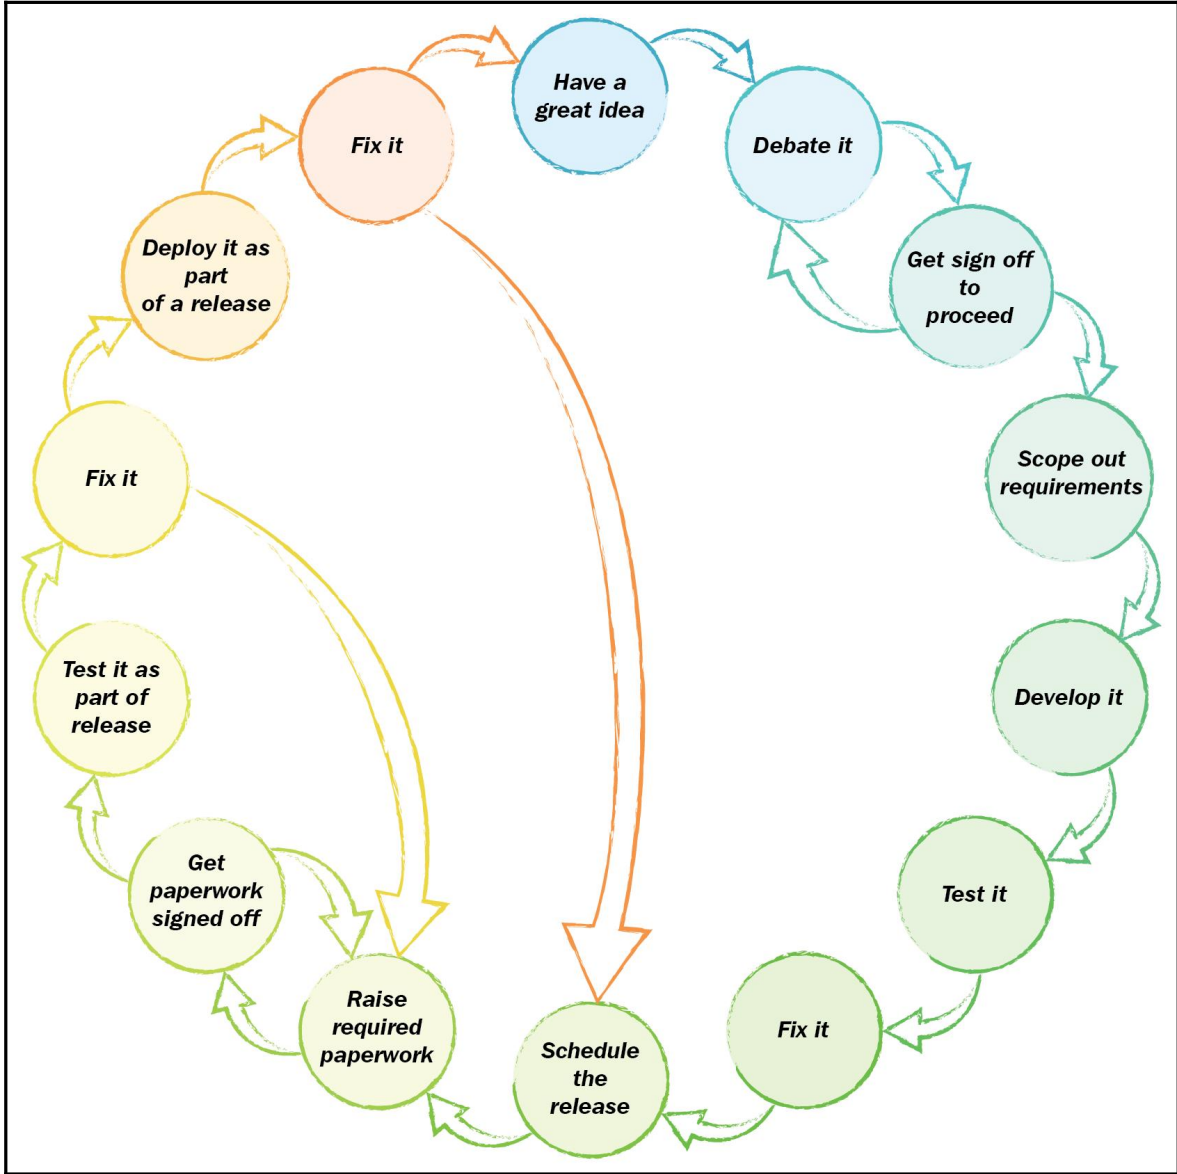 Have a
great idea
Debate it
Get sign off
to
proceed
Scope out
requirements
Develop it
Test it
Fix it
Schedule
the
release
Raise
required
paperwork
Get
paperwork
signed off
Test it as
part of
release
Fix it
Deploy it as
part
of a release
Fix it